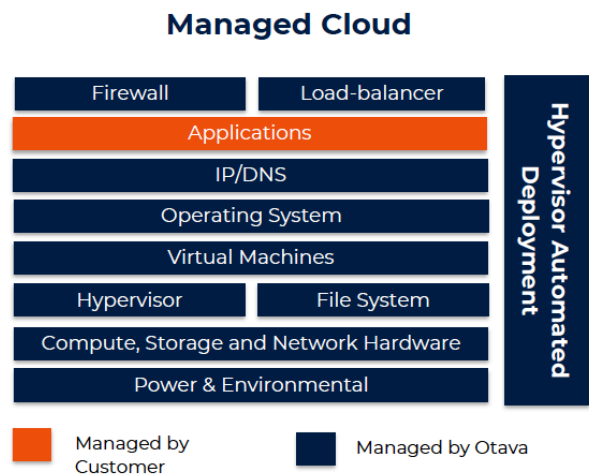 Managed Cloud
Firewall
Load-balancer
Applications
IP/DNS
Operating System
Virtual Machines
Hypervisor
File System
Compute, Storage and Network Hardware
Power & Environmental
Hypervisor Automated
Deployment
Managed by
Customer
Managed by Otava